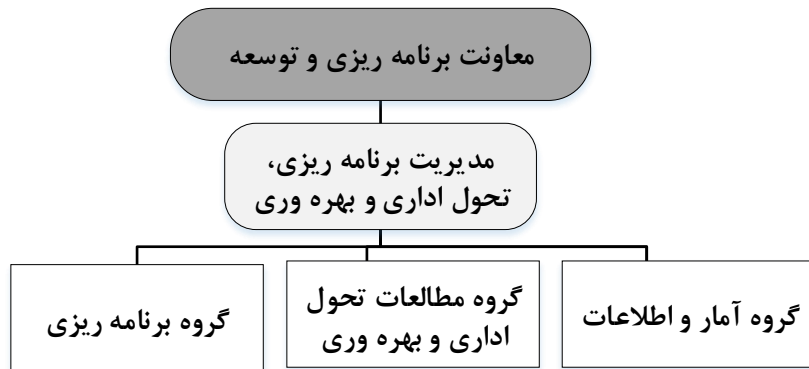 معاونت برنامه ریزی و توسعه
مدیریت برنامه ریزی،
تحول اداری و بهره وری
گروه آمار و اطلاعات
گروه مطالعات تحول
اداری و بهره وری
گروه برنامه ریزی